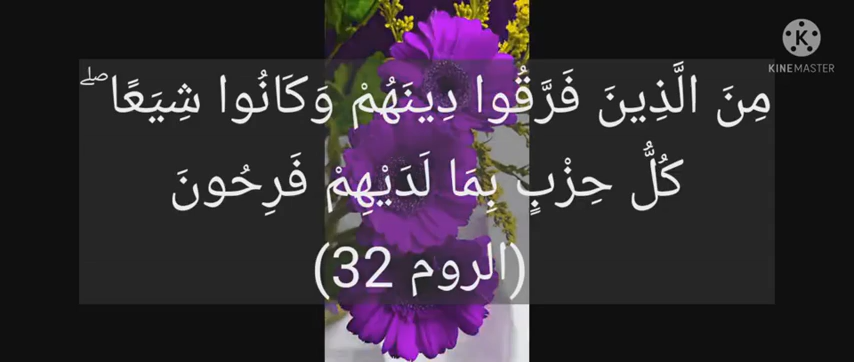 KINEMASTER
مِنَ الَّذِينَ فَرَّقُوا دِينَهُمْ وَكَانُوا شِيَعًا ۖ
كُلُّ حِزْبٍ بِمَا لَدَيْهِمْ فَرِحُونَ
(الروم 32)